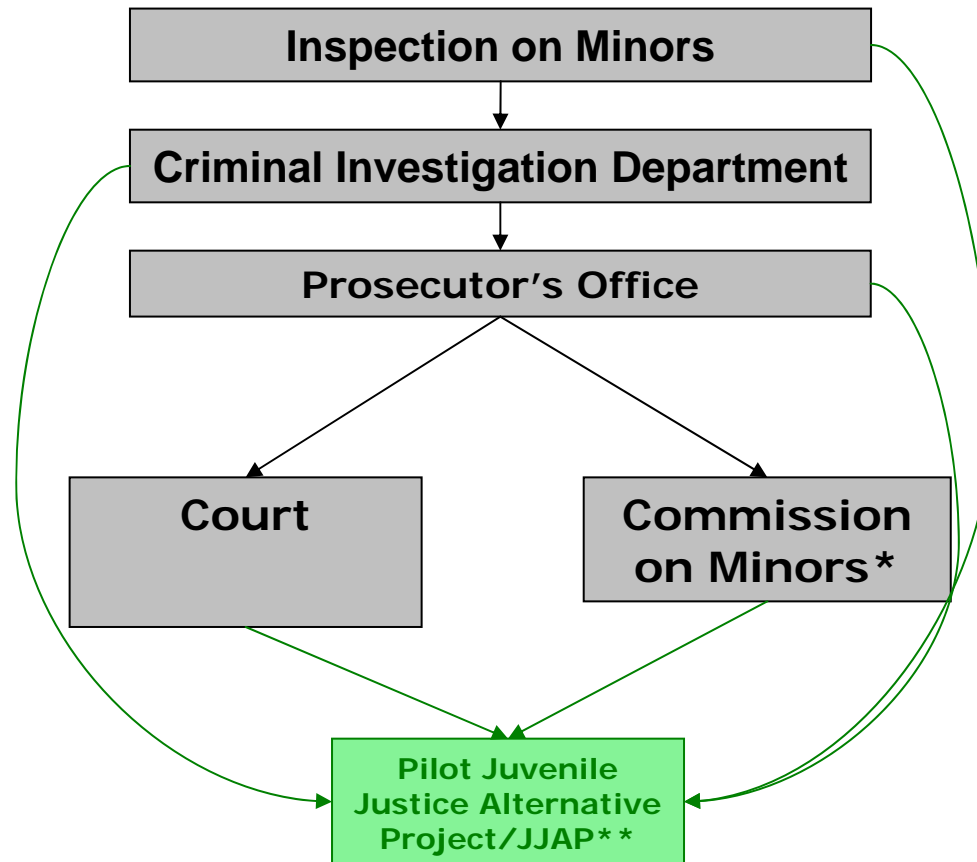 Inspection on Minors
Criminal Investigation Department
Prosecutor's Office
Court
Commission
on Minors*
Pilot Juvenile
Justice Alternative
Project/JJAP**